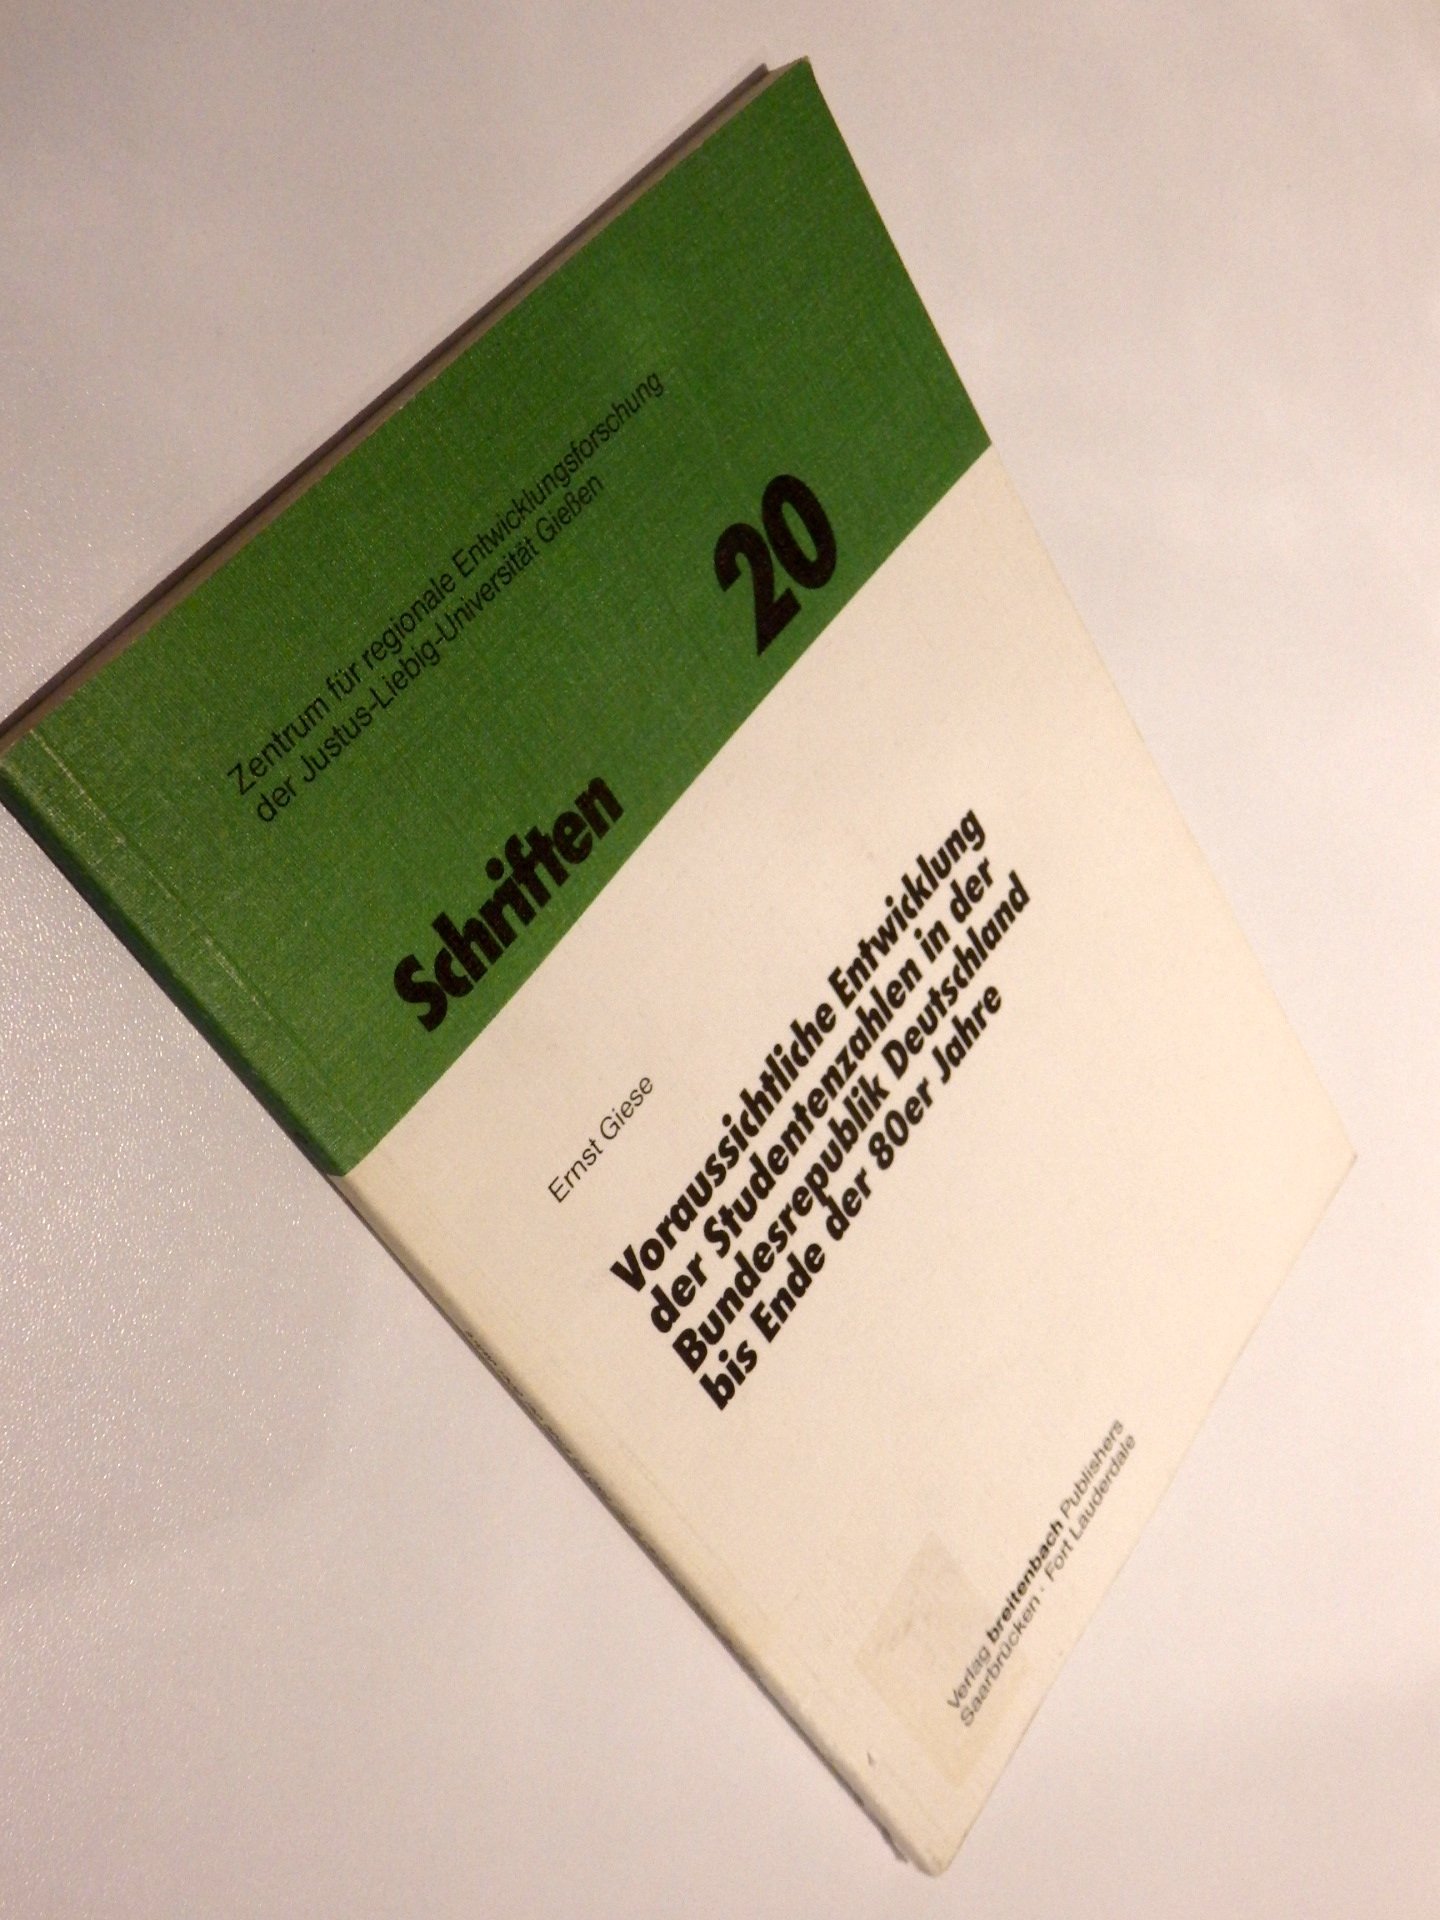 Zentrum für regionale Entwicklungsforschung
der Justus-Liebig-Universität Gießen
Schriften 20
Ernst Giese
Voraussichtliche Entwicklung
der Studentenzahlen in der
Bundesrepublik Deutschland
bis Ende der 80er Jahre
Verlag breitenbach Publishers
Saarbrücken · Fort Lauderdale